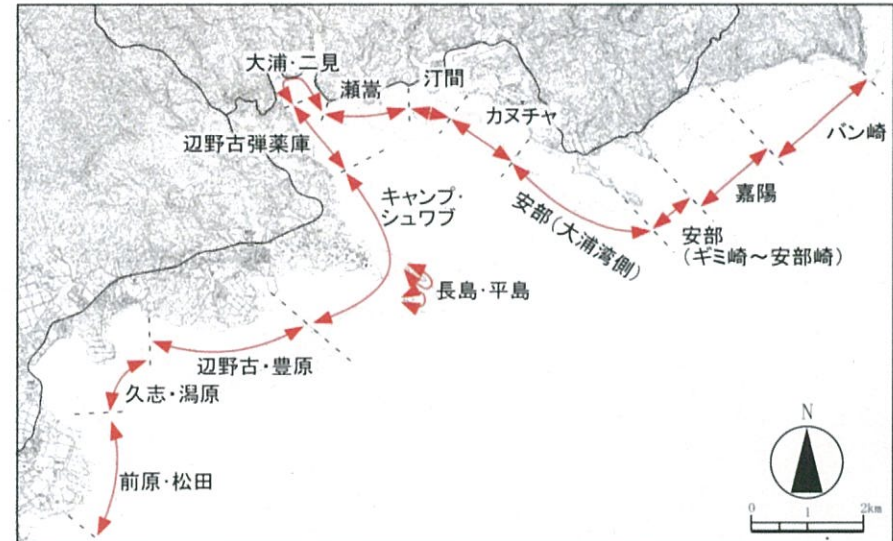 大浦・二見
瀬嵩
汀間
カヌチャ
バン崎
辺野古弾薬庫
キャンプ・
シュワブ
嘉陽
安部（大浦湾側）
安部
（ギミ崎～安部崎）
長島・平島
辺野古・豊原
久志・潟原
前原・松田
N
0 1 2km